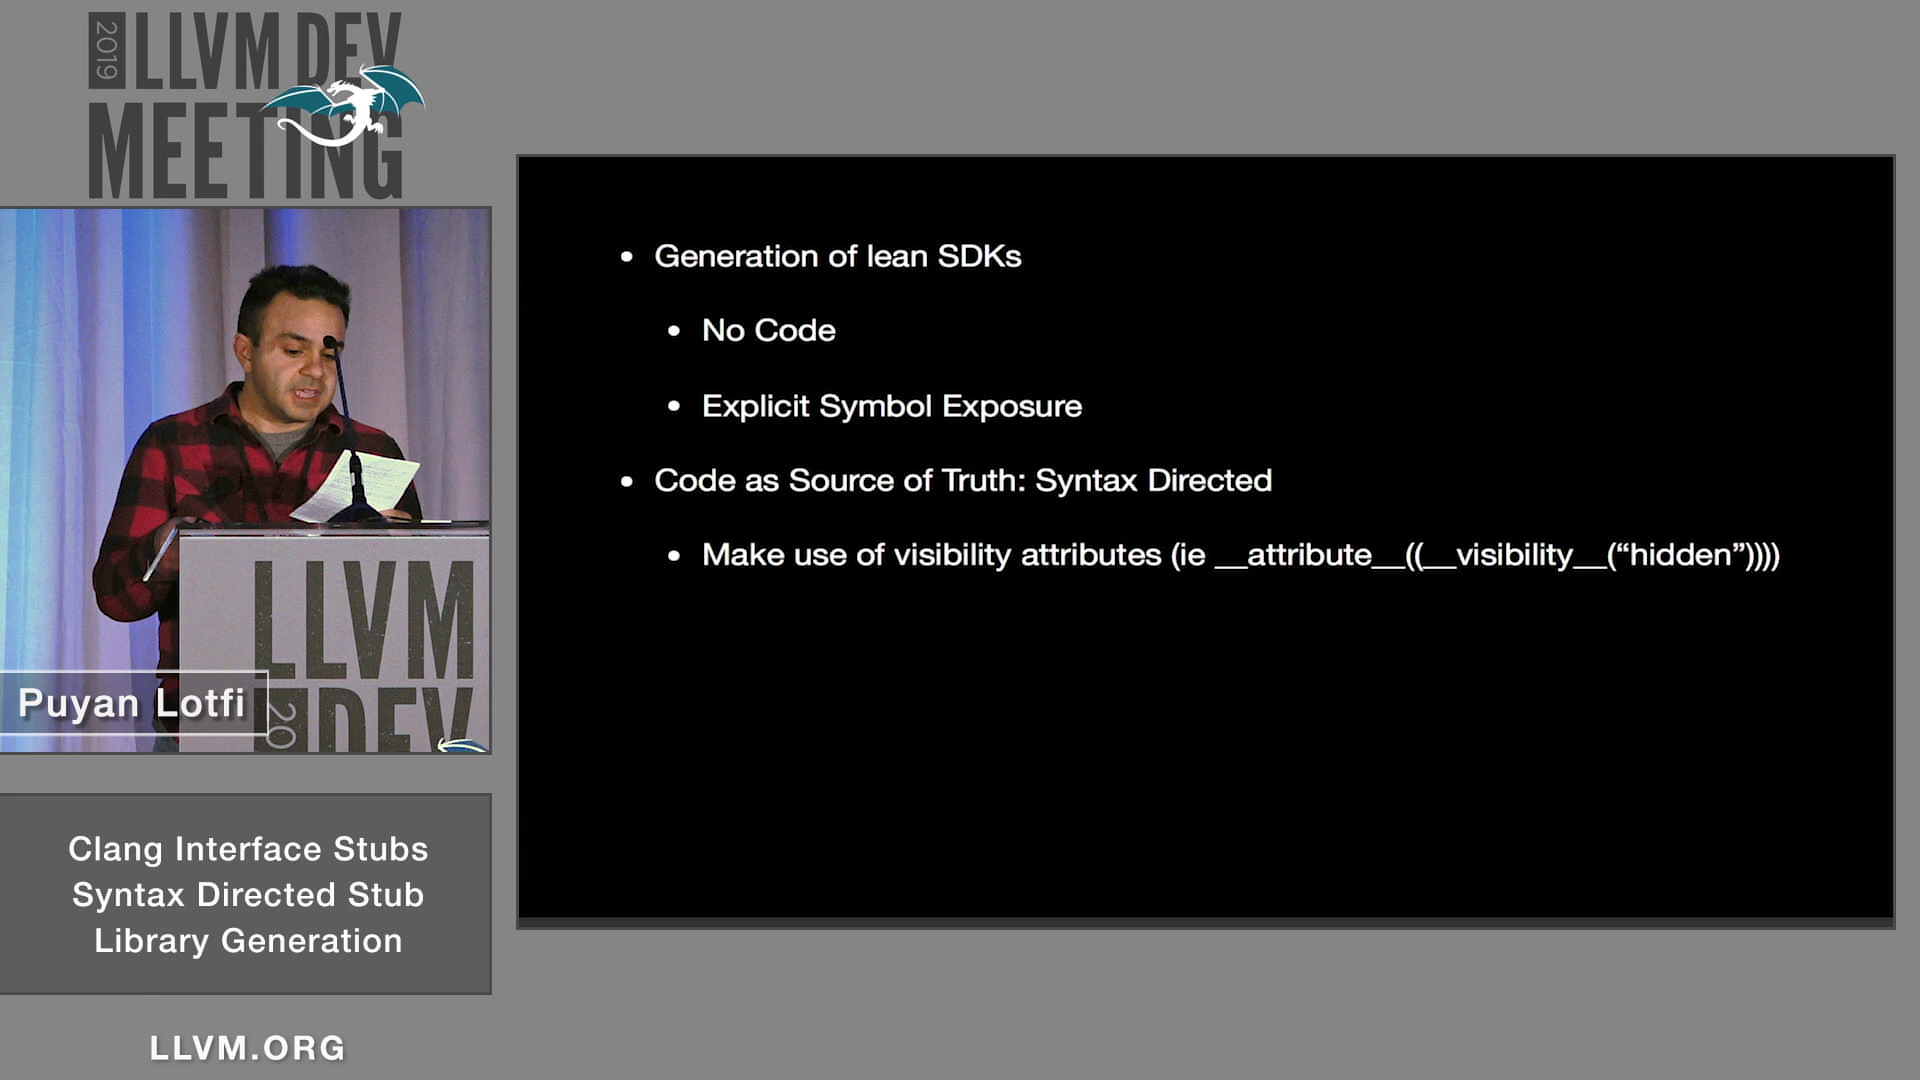 2019
LLVM DEV
MEETING
Generation of lean SDKs
No Code
Explicit Symbol Exposure
Code as Source of Truth: Syntax Directed
Make use of visibility attributes (ie __attribute__((__visibility__(“hidden”))))
LLVM
20
DEV
Puyan Lotfi
Clang Interface Stubs
Syntax Directed Stub
Library Generation
LLVM.ORG